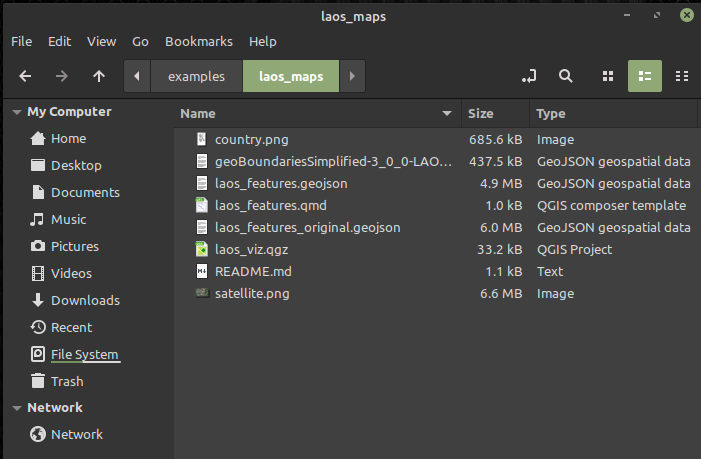 laos_maps
File Edit View Go Bookmarks Help
examples laos_maps
My Computer
Home
Desktop
Documents
Music
Pictures
Videos
Downloads
Recent
File System
Trash
Network
Network
Name Size Type
country.png 685.6 kB Image
geoBoundariesSimplified-3_0_0-LAO... 437.5 kB GeoJSON geospatial data
laos_features.geojson 4.9 MB GeoJSON geospatial data
laos_features.qmd 1.0 kB QGIS composer template
laos_features_original.geojson 6.0 MB GeoJSON geospatial data
laos_viz.qgz 33.2 kB QGIS Project
README.md 1.1 kB Text
satellite.png 6.6 MB Image